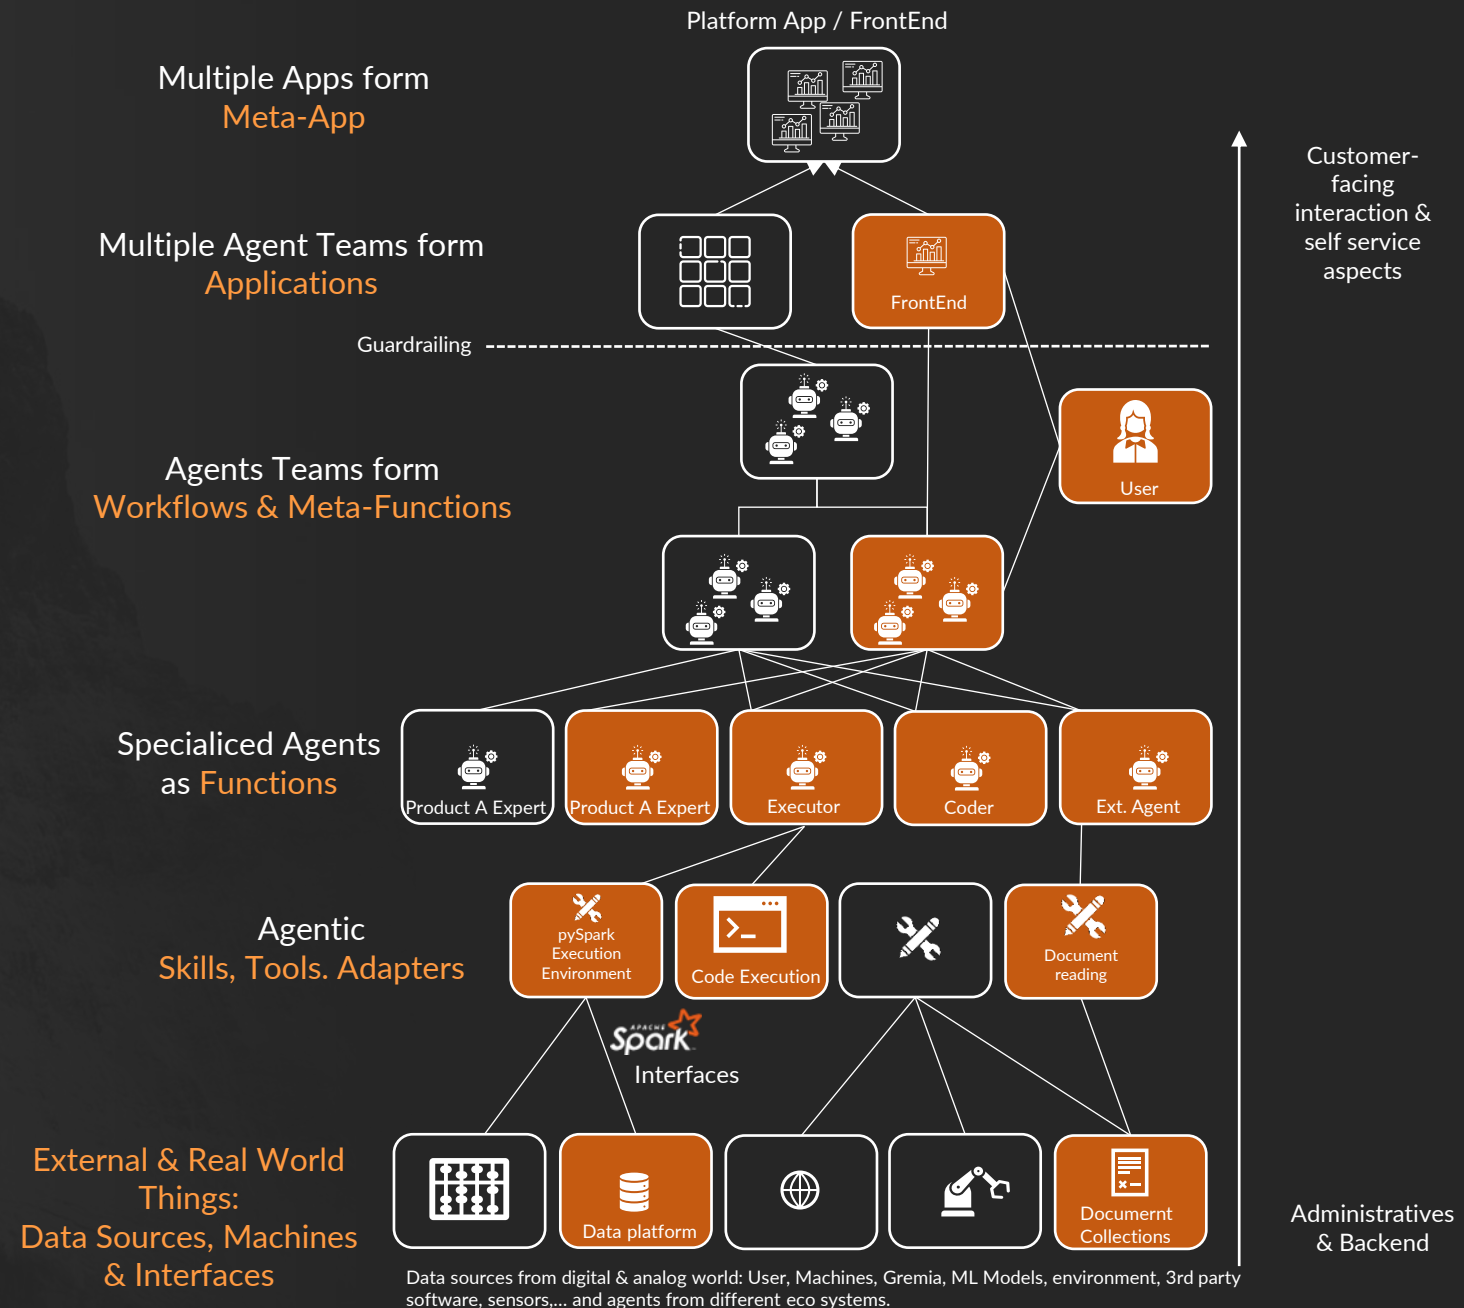 Platform App / FrontEnd
Multiple Apps form
Meta-App
Customer-
facing
interaction &
self service
aspects
Multiple Agent Teams form
Applications
FrontEnd
Guardrailing
Agents Teams form
Workflows & Meta-Functions
User
Specialiced Agents
as Functions
Product A Expert
Product A Expert
Executor
Coder
Ext. Agent
Agentic
Skills, Tools. Adapters
pySpark
Execution
Environment
Code Execution
Document
reading
APACHE
Spark
Interfaces
External & Real World
Things:
Data Sources, Machines
& Interfaces
Data platform
Documernt
Collections
Administratives
& Backend
Data sources from digital & analog world: User, Machines, Gremia, ML Models, environment, 3rd party
software, sensors,... and agents from different eco systems.